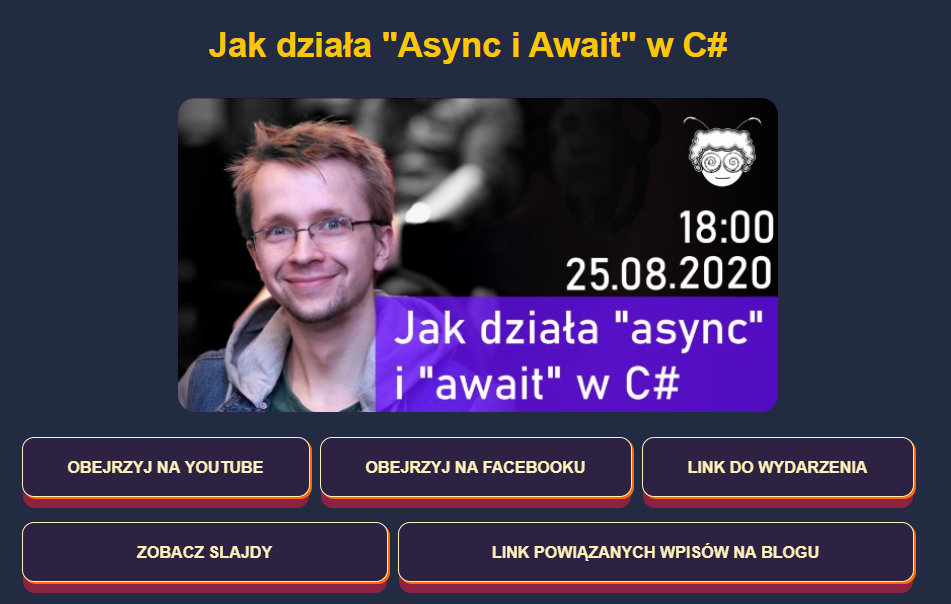 Jak działa "Async i Await" w C#
18:00
25.08.2020
Jak działa "async"
i "await" w C#
OBEJRZYJ NA YOUTUBE
OBEJRZYJ NA FACEBOOKU
LINK DO WYDARZENIA
ZOBACZ SLAJDY
LINK POWIĄZANYCH WPISÓW NA BLOGU